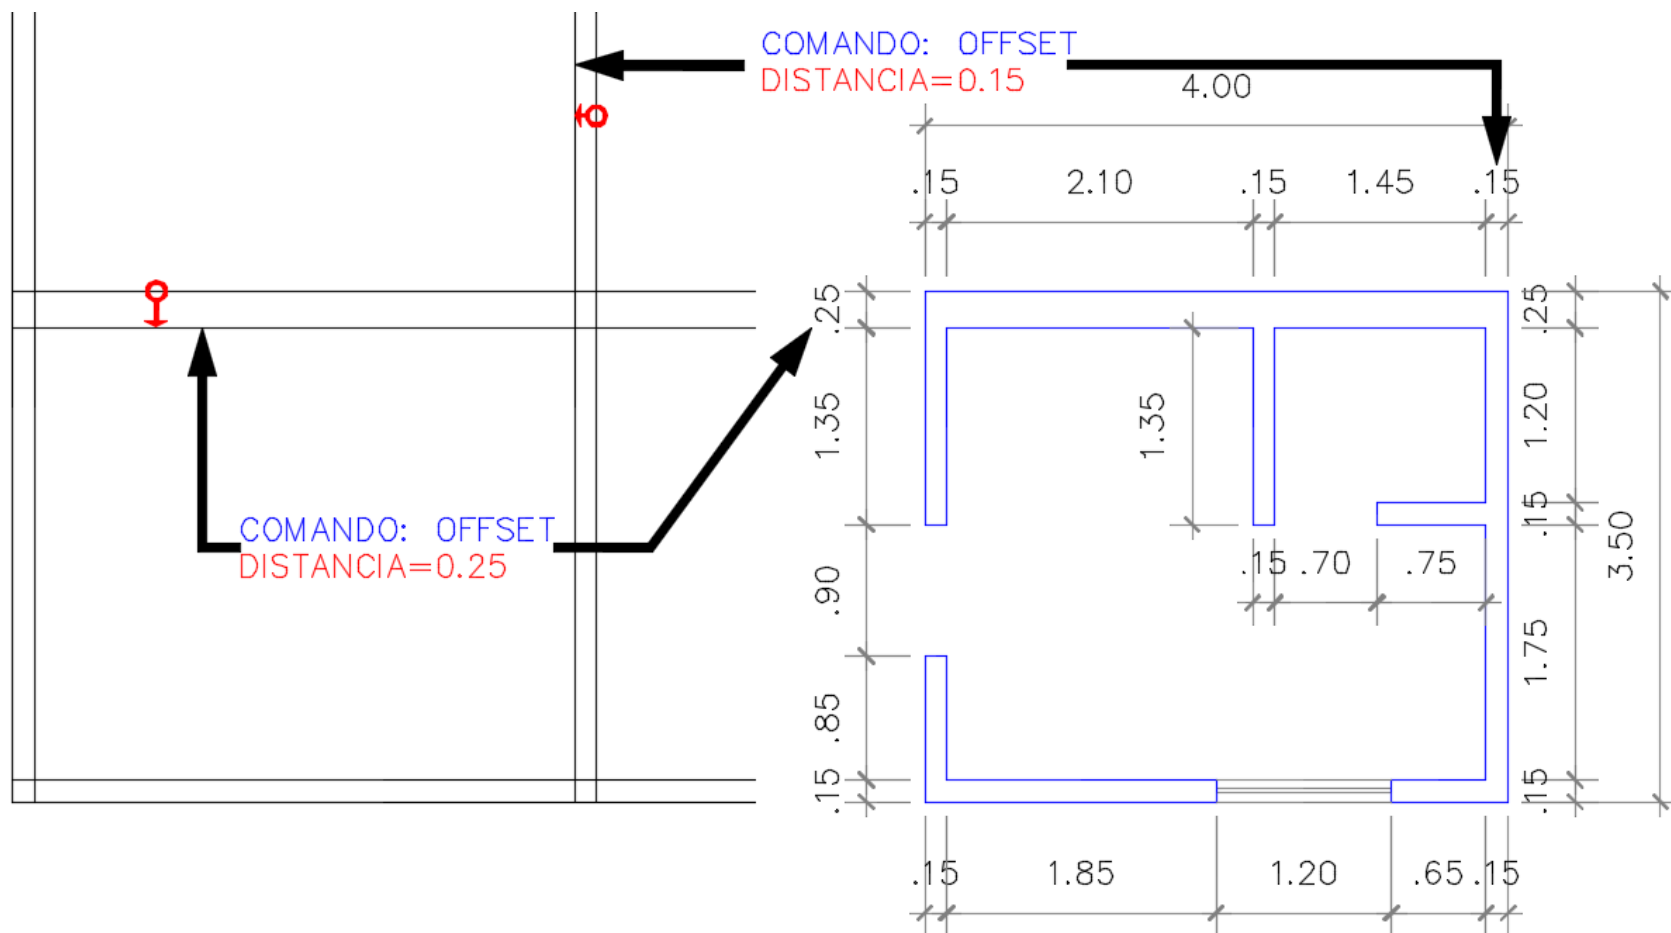 COMANDO: OFFSET
DISTANCIA=0.15
4.00
.15 2.10 .15 1.45 .15
.25
1.35
.90
.85
.15
1.35
.25
1.20
.15
1.75
.15
3.50
COMANDO: OFFSET
DISTANCIA=0.25
.15 .70 .75
.15 1.85 1.20 .65 .15